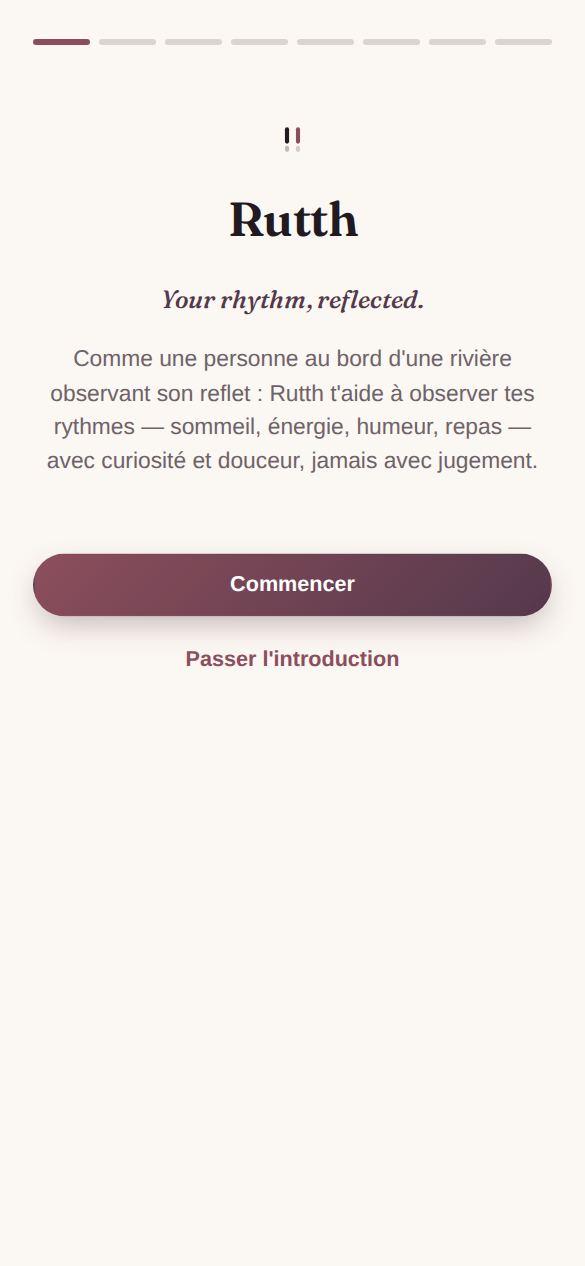 Rutth
Your rhythm, reflected.
Comme une personne au bord d'une rivière
observant son reflet : Rutth t'aide à observer tes
rythmes — sommeil, énergie, humeur, repas —
avec curiosité et douceur, jamais avec jugement.
Commencer
Passer l'introduction